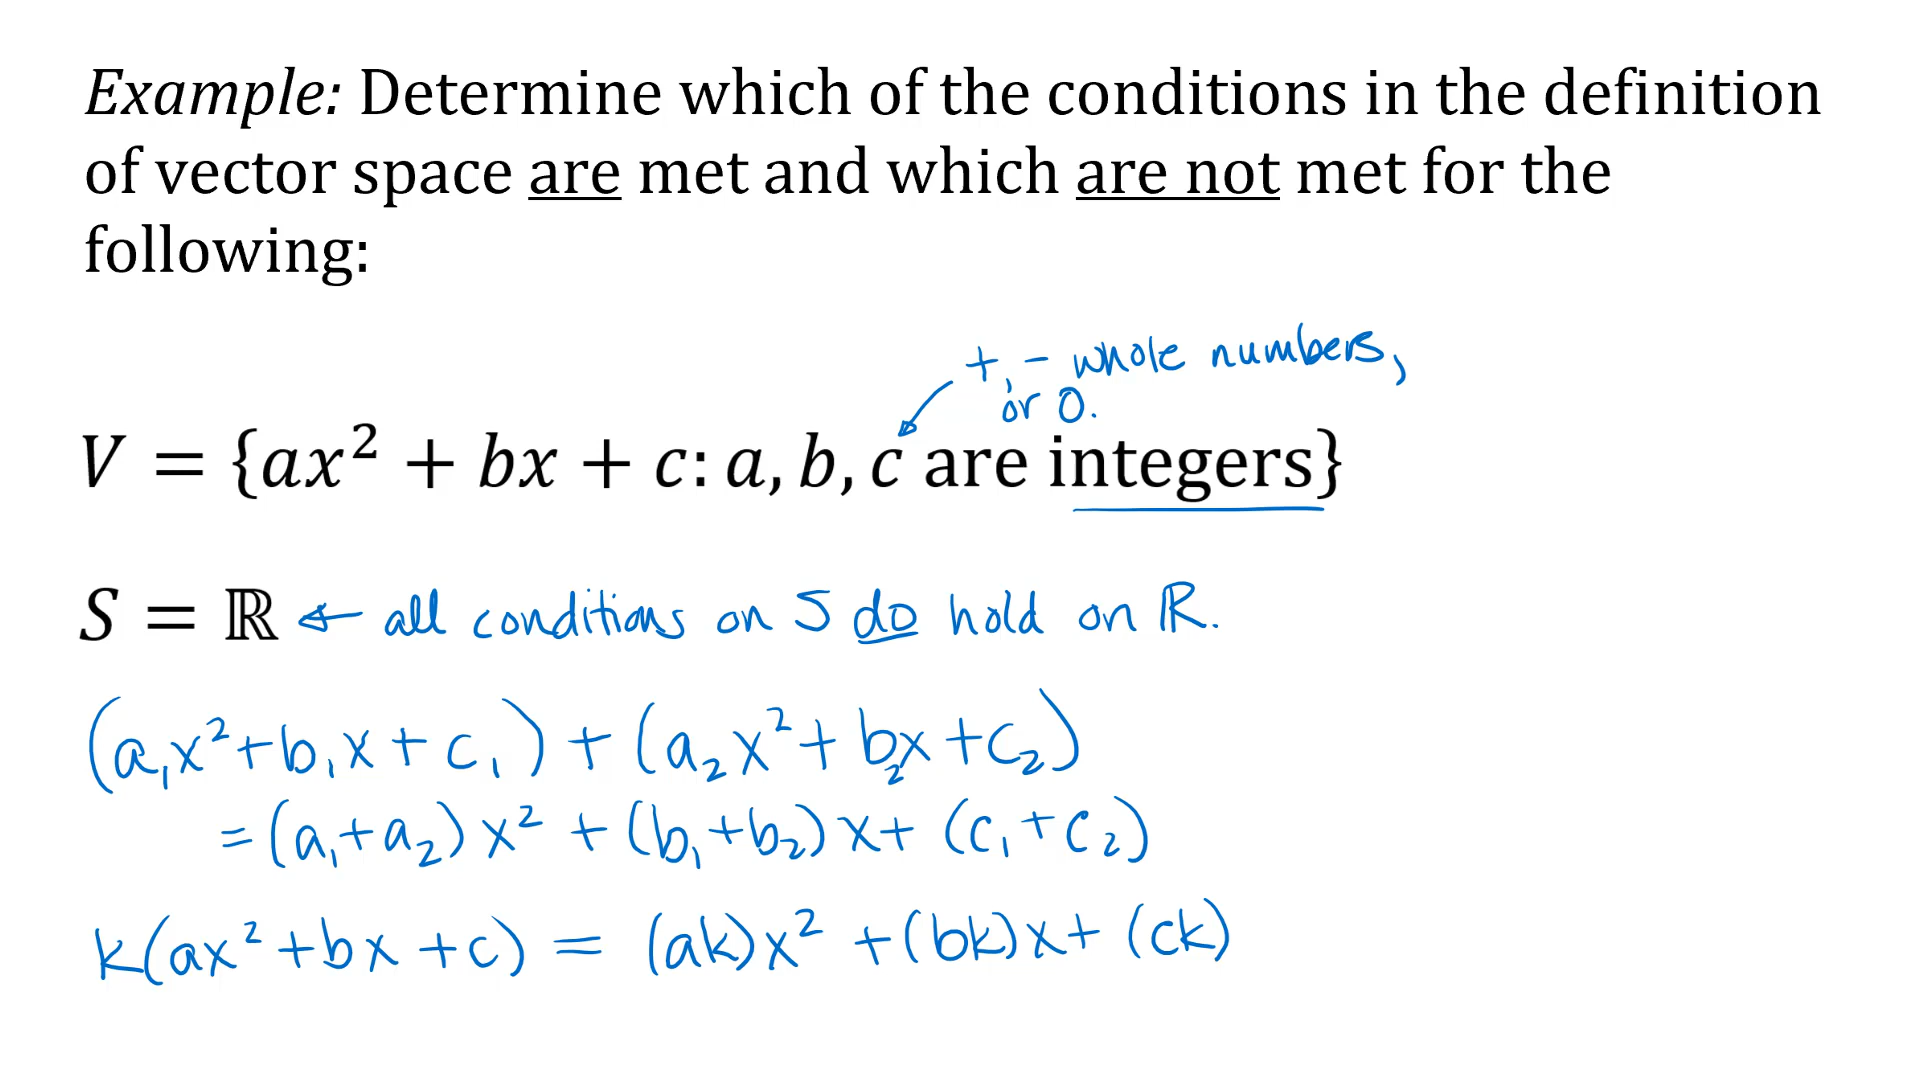 Example: Determine which of the conditions in the definition
of vector space are met and which are not met for the
following:
+, - whole numbers,
or 0.
V = {ax² + bx + c: a, b, c are integers}
S = ℝ ← all conditions on S do hold on ℝ.
(a₁x²+b₁x+c₁) + (a₂x²+b₂x+c₂)
=(a₁+a₂)x² + (b₁+b₂)x+ (c₁+c₂)
k(ax²+bx+c) = (ak)x² +(bk)x+ (ck)